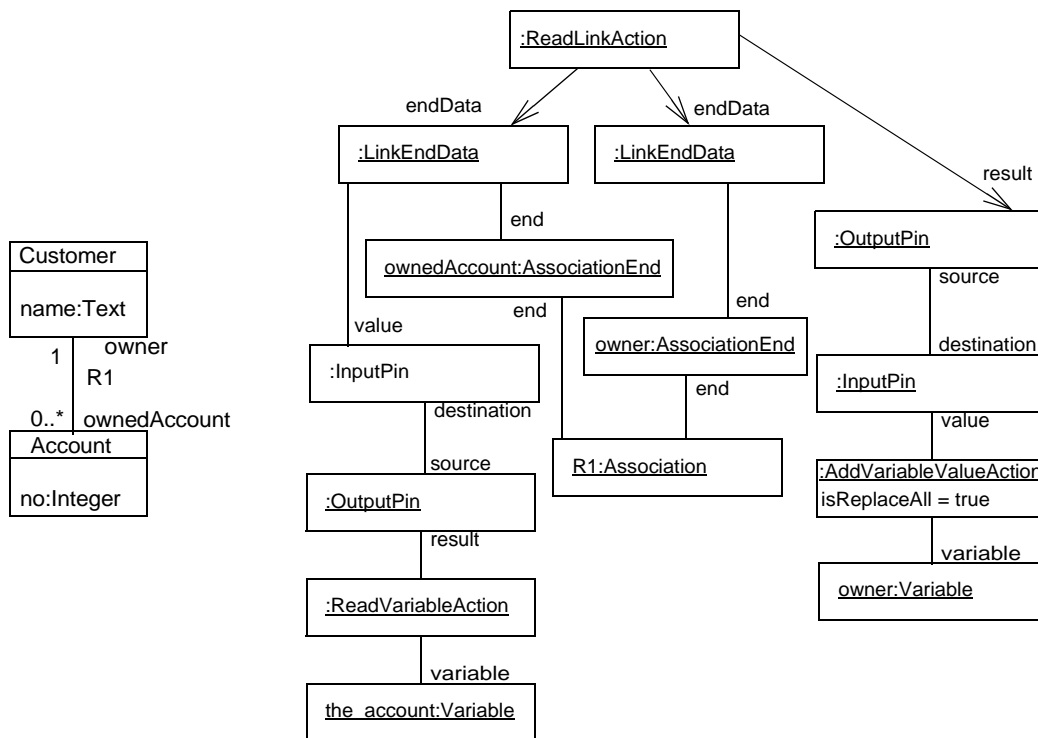 :ReadLinkAction
endData
endData
:LinkEndData
:LinkEndData
result
end
:OutputPin
Customer
ownedAccount:AssociationEnd
source
name:Text
end
value
end
1
owner
:InputPin
owner:AssociationEnd
destination
R1
:InputPin
end
0..*
ownedAccount
destination
value
Account
source
R1:Association
:AddVariableValueAction
no:Integer
:OutputPin
isReplaceAll = true
result
variable
:ReadVariableAction
owner:Variable
variable
the_account:Variable